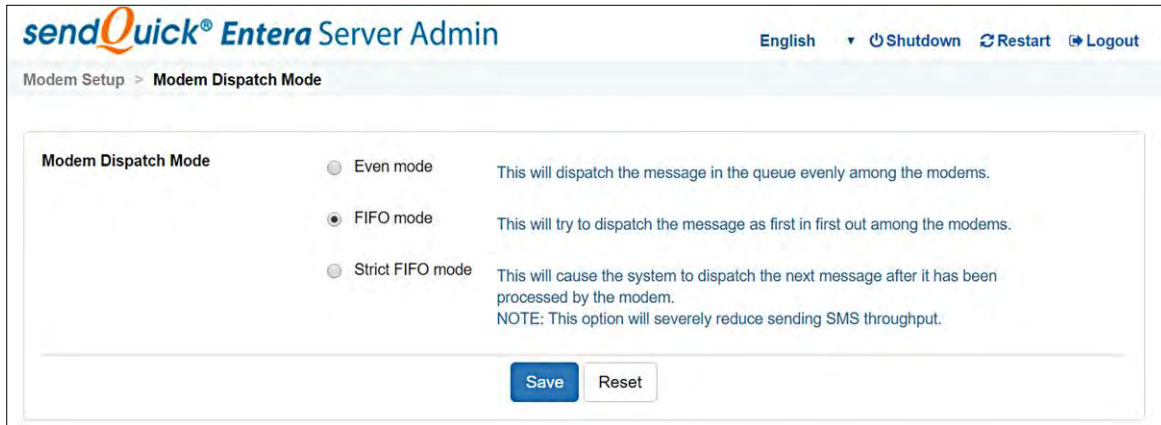 sendQuick® Entera Server Admin
English ▾ Shutdown Restart Logout
Modem Setup > Modem Dispatch Mode
Modem Dispatch Mode
Even mode
This will dispatch the message in the queue evenly among the modems.
FIFO mode
This will try to dispatch the message as first in first out among the modems.
Strict FIFO mode
This will cause the system to dispatch the next message after it has been
processed by the modem.
NOTE: This option will severely reduce sending SMS throughput.
Save Reset